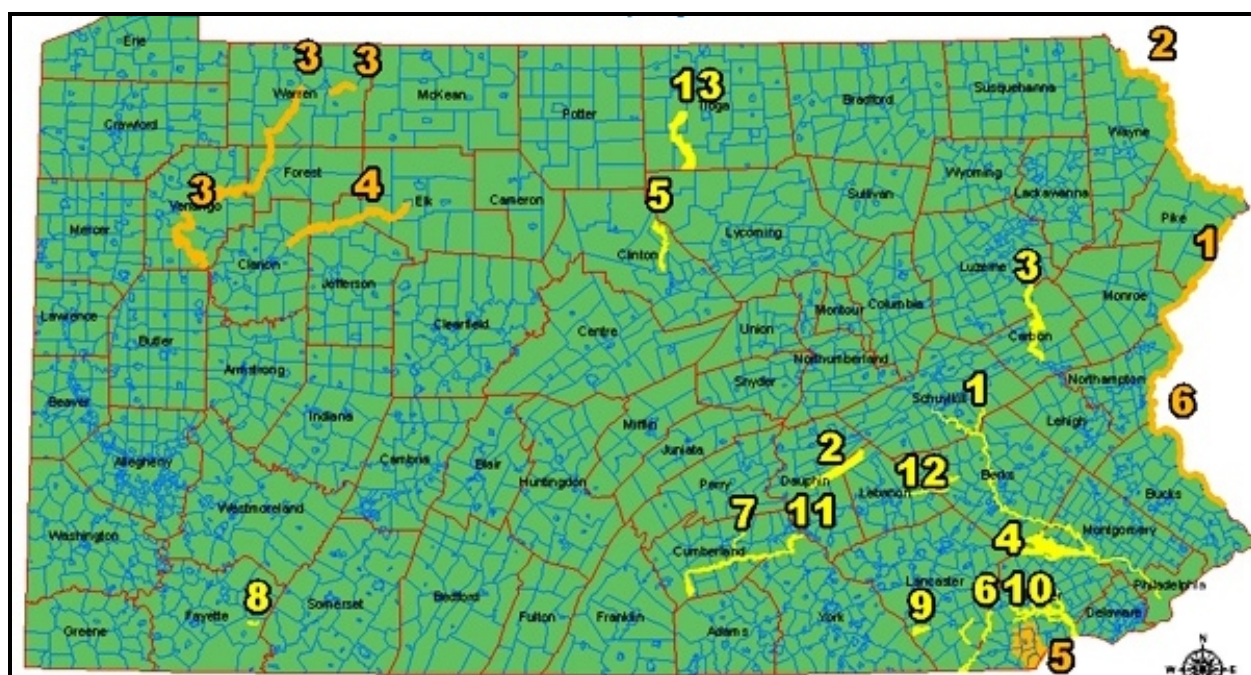 3 3 2
Erie
Warren McKean Potter 13 Tioga Bradford Susquehanna Wayne
Crawford
3 Forest 4 Wyoming Lackawanna
Venango Elk Cameron 5 Sullivan Pike
Mercer Lycoming 1
Clarion Clinton Luzerne 3
Jefferson Monroe
Lawrence Clearfield Montour Columbia
Butler Centre Union Carbon
Armstrong Northumberland
Snyder Northampton
Beaver Schuylkill 1 6
Indiana Mifflin Lehigh
Allegheny Cambria Blair Juniata 2
Huntingdon Perry Dauphin 12 Berks Bucks
Westmoreland Lebanon
7 11
Washington Cumberland 4 Montgomery
8 Lancaster 6 10 Philadelphia
Fayette Somerset Bedford Fulton Franklin 9 Delaware
Greene Adams York
5 N
W E